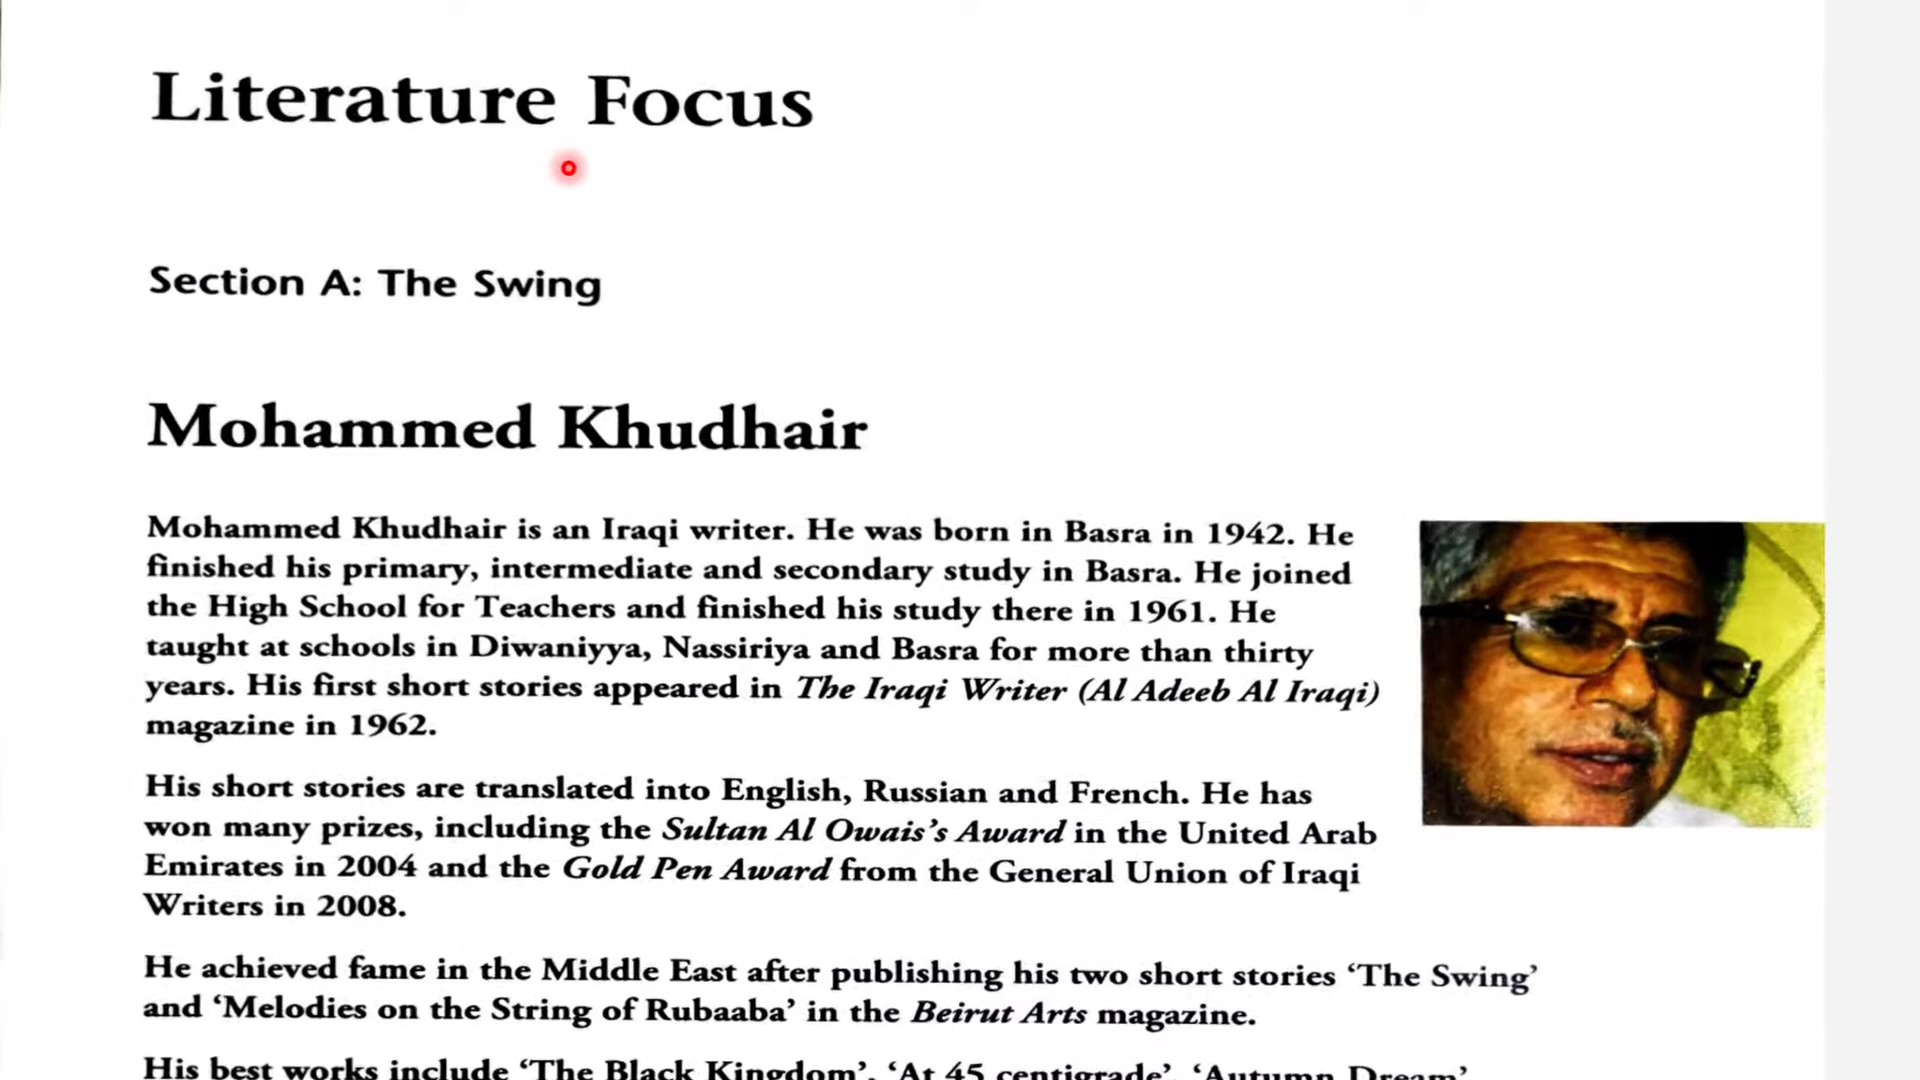 Literature Focus
Section A: The Swing
Mohammed Khudhair
Mohammed Khudhair is an Iraqi writer. He was born in Basra in 1942. He
finished his primary, intermediate and secondary study in Basra. He joined
the High School for Teachers and finished his study there in 1961. He
taught at schools in Diwaniyya, Nassiriya and Basra for more than thirty
years. His first short stories appeared in The Iraqi Writer (Al Adeeb Al Iraqi)
magazine in 1962.
His short stories are translated into English, Russian and French. He has
won many prizes, including the Sultan Al Owais's Award in the United Arab
Emirates in 2004 and the Gold Pen Award from the General Union of Iraqi
Writers in 2008.
He achieved fame in the Middle East after publishing his two short stories ‘The Swing’
and ‘Melodies on the String of Rubaaba’ in the Beirut Arts magazine.
His best works include ‘The Black Kingdom’, ‘At 45 centigrade’, ‘Autumn Dream’